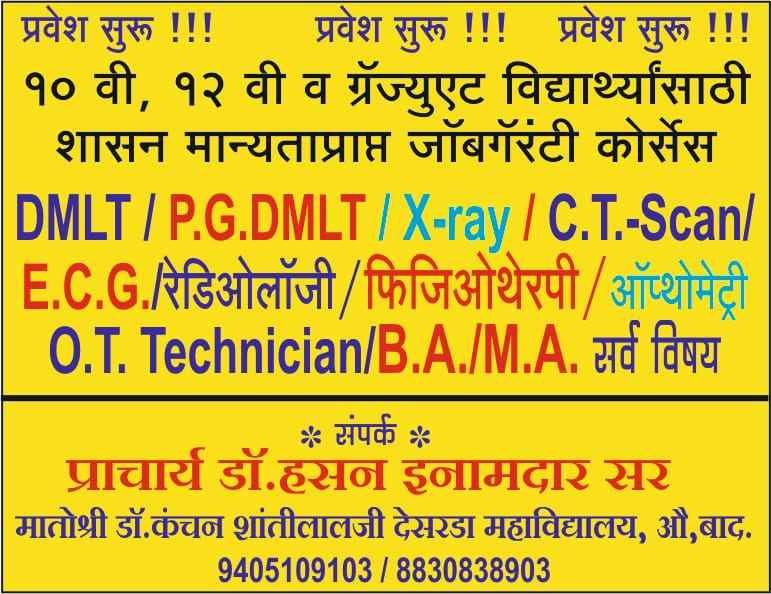 प्रवेश सुरू !!! प्रवेश सुरू !!! प्रवेश सुरू !!!
१० वी, १२ वी व ग्रॅज्युएट विद्यार्थ्यांसाठी
शासन मान्यताप्राप्त जॉबगॅरंटी कोर्सेस
DMLT / P.G.DMLT / X-ray / C.T.-Scan/
E.C.G./रेडिओलॉजी/फिजिओथेरपी/ऑप्थोमेट्री
O.T. Technician/B.A./M.A. सर्व विषय
* संपर्क *
प्राचार्य डॉ.हसन इनामदार सर
मातोश्री डॉ.कंचन शांतीलालजी देसरडा महाविद्यालय, औ,बाद.
9405109103 / 8830838903